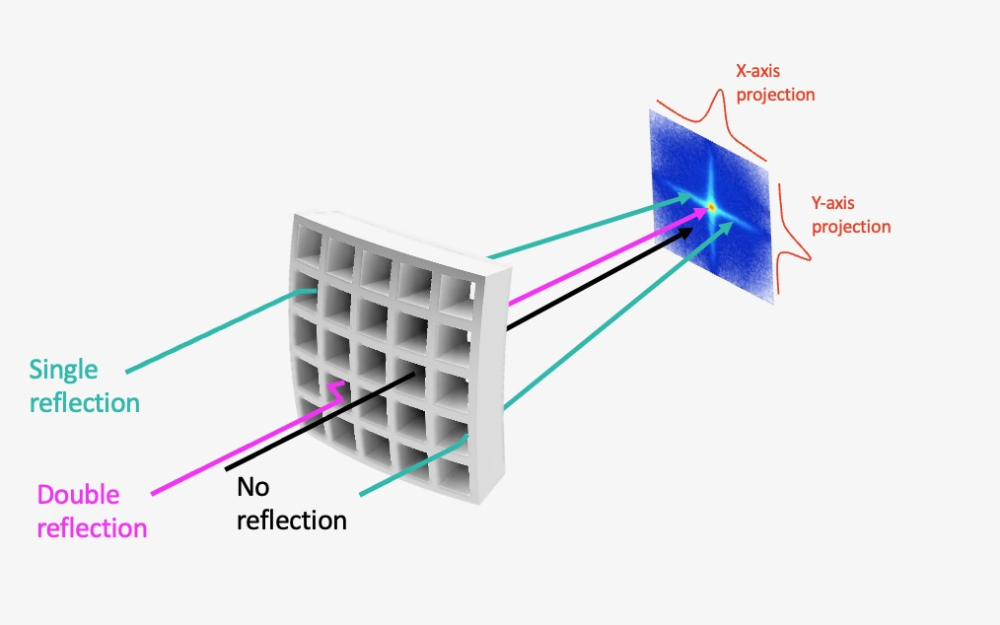 X-axis
projection
Y-axis
projection
Single
reflection
Double
reflection
No
reflection